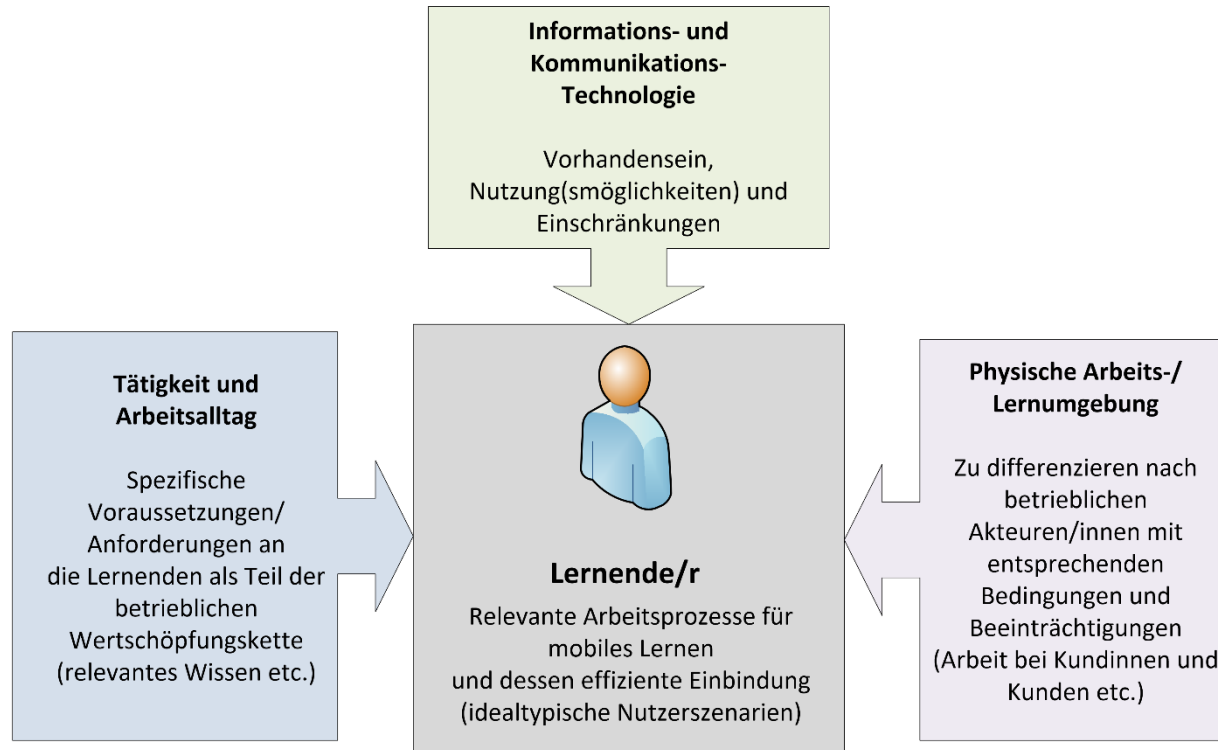 Informations- und
Kommunikations-
Technologie
Vorhandensein,
Nutzung(smöglichkeiten) und
Einschränkungen
Tätigkeit und
Arbeitsalltag
Spezifische
Voraussetzungen/
Anforderungen an
die Lernenden als Teil der
betrieblichen
Wertschöpfungskette
(relevantes Wissen etc.)
Lernende/r
Relevante Arbeitsprozesse für
mobiles Lernen
und dessen effiziente Einbindung
(idealtypische Nutzerszenarien)
Physische Arbeits-/
Lernumgebung
Zu differenzieren nach
betrieblichen
Akteuren/innen mit
entsprechenden
Bedingungen und
Beeinträchtigungen
(Arbeit bei Kundinnen und
Kunden etc.)